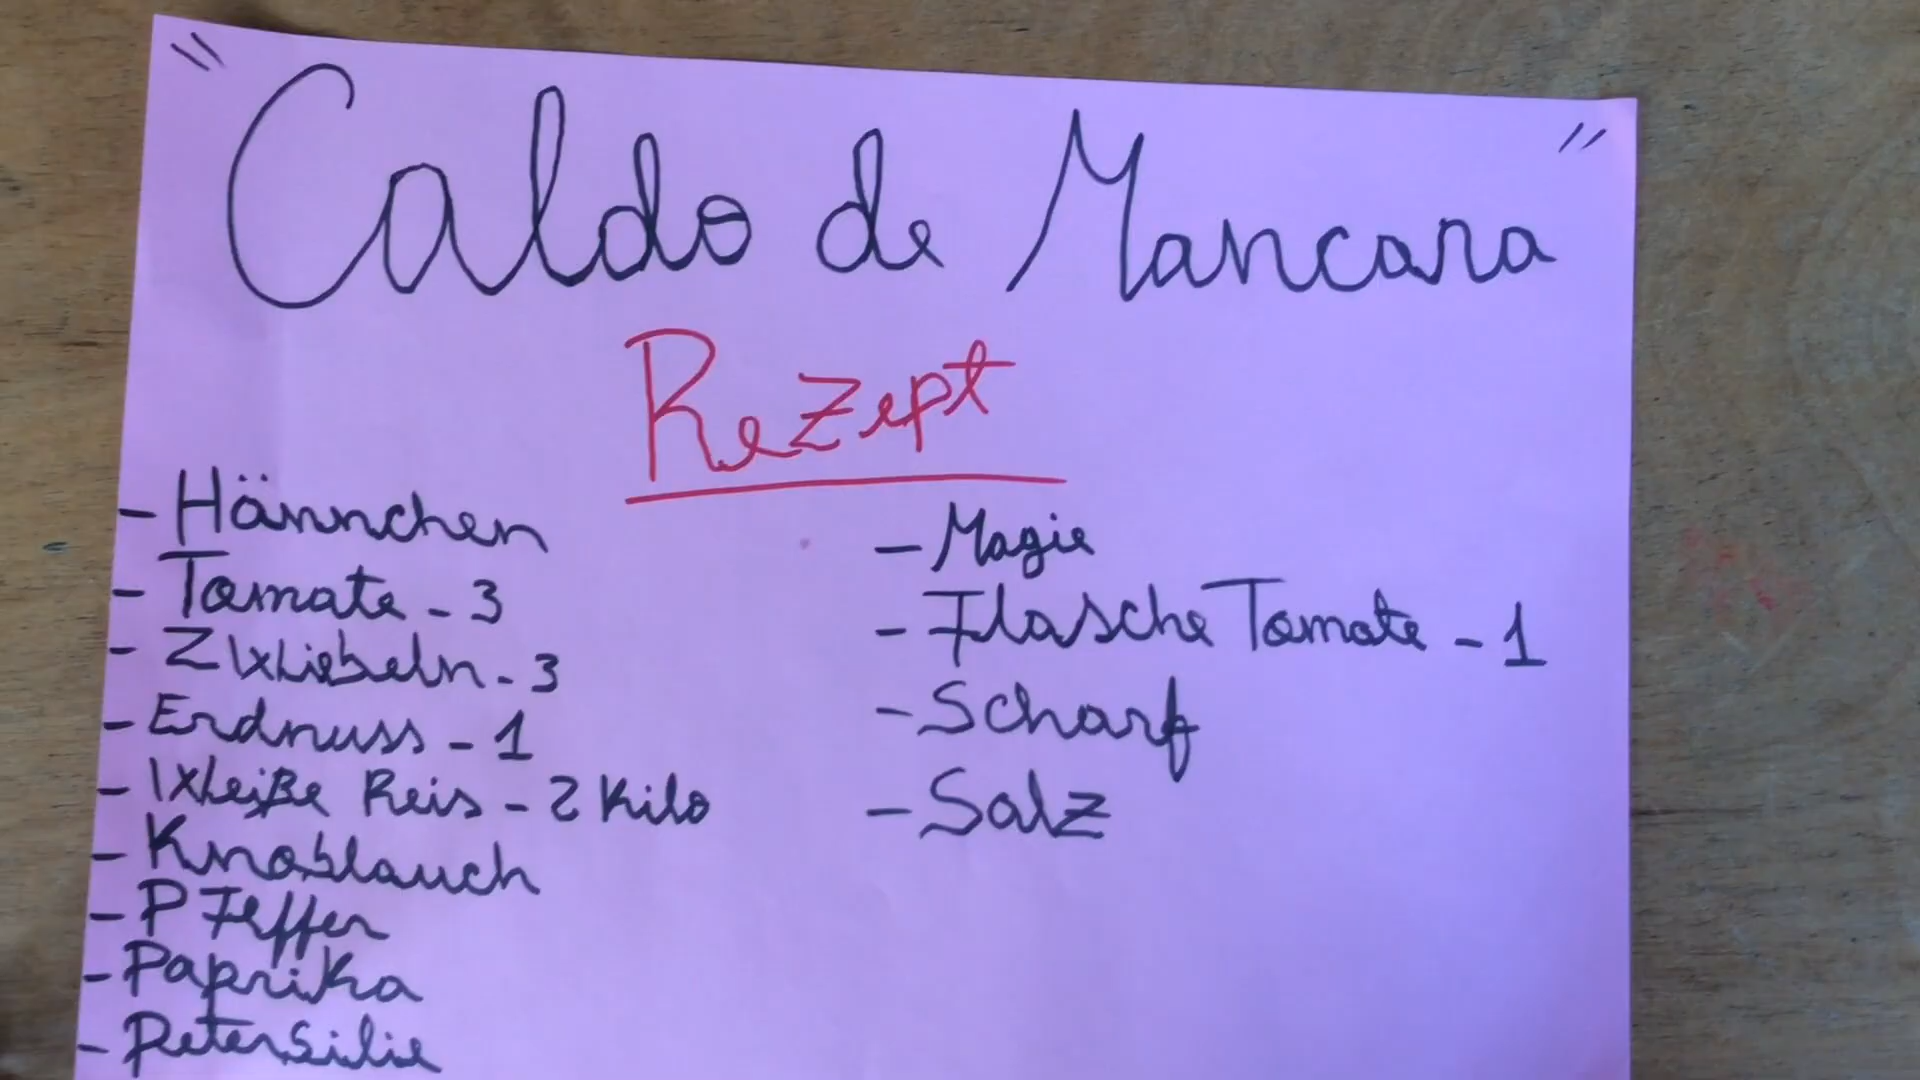 "Caldo de Mancara"
Rezept
- Hännchen
- Tomate - 3
- Zwiebeln - 3
- Erdnuss - 1
- Weiße Reis - 2 Kilo
- Knoblauch
- Pfeffer
- Paprika
- Petersilie
- Magie
- Flasche Tomate - 1
- Scharf
- Salz